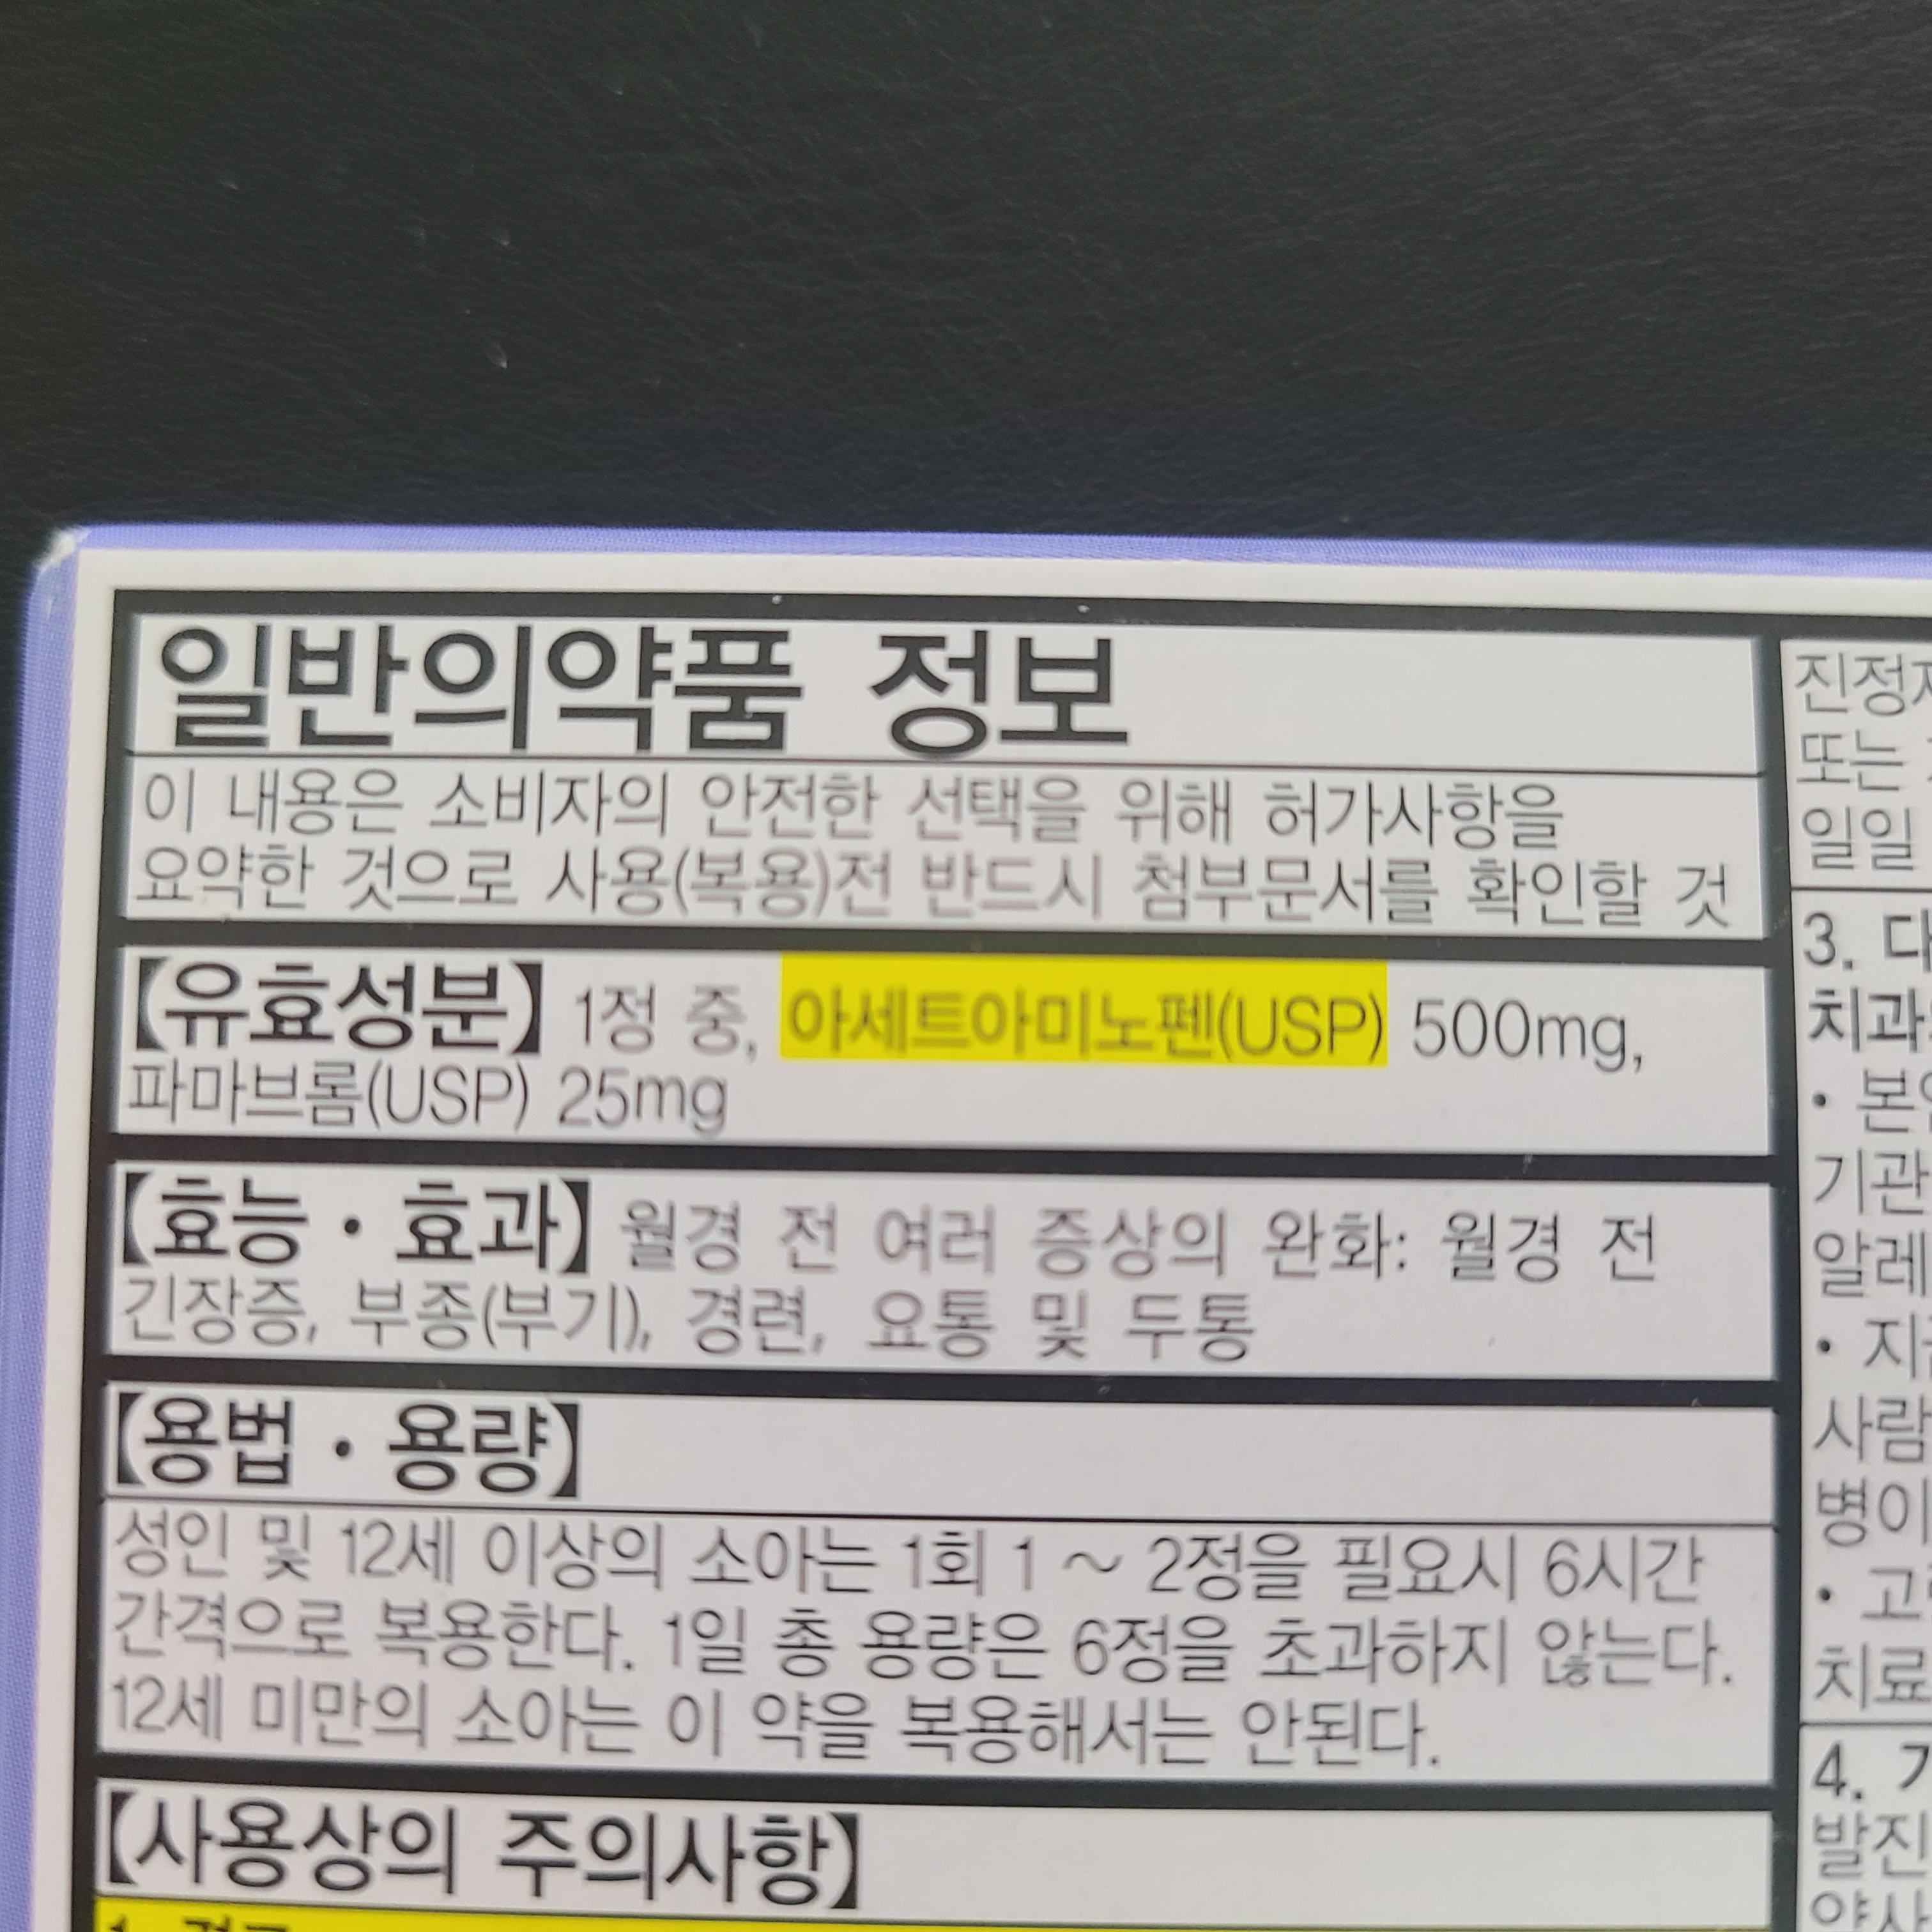 일반의약품 정보
이 내용은 소비자의 안전한 선택을 위해 허가사항을
요약한 것으로 사용(복용)전 반드시 첨부문서를 확인할 것
【유효성분】 1정 중, 아세트아미노펜(USP) 500mg,
파마브롬(USP) 25mg
【효능 · 효과】 월경 전 여러 증상의 완화: 월경 전
긴장증, 부종(부기), 경련, 요통 및 두통
【용법 · 용량】
성인 및 12세 이상의 소아는 1회 1 ~ 2정을 필요시 6시간
간격으로 복용한다. 1일 총 용량은 6정을 초과하지 않는다.
12세 미만의 소아는 이 약을 복용해서는 안된다.
【사용상의 주의사항】
또는
일일
3.
기관
알레
사람
병이
치료
4.
발진